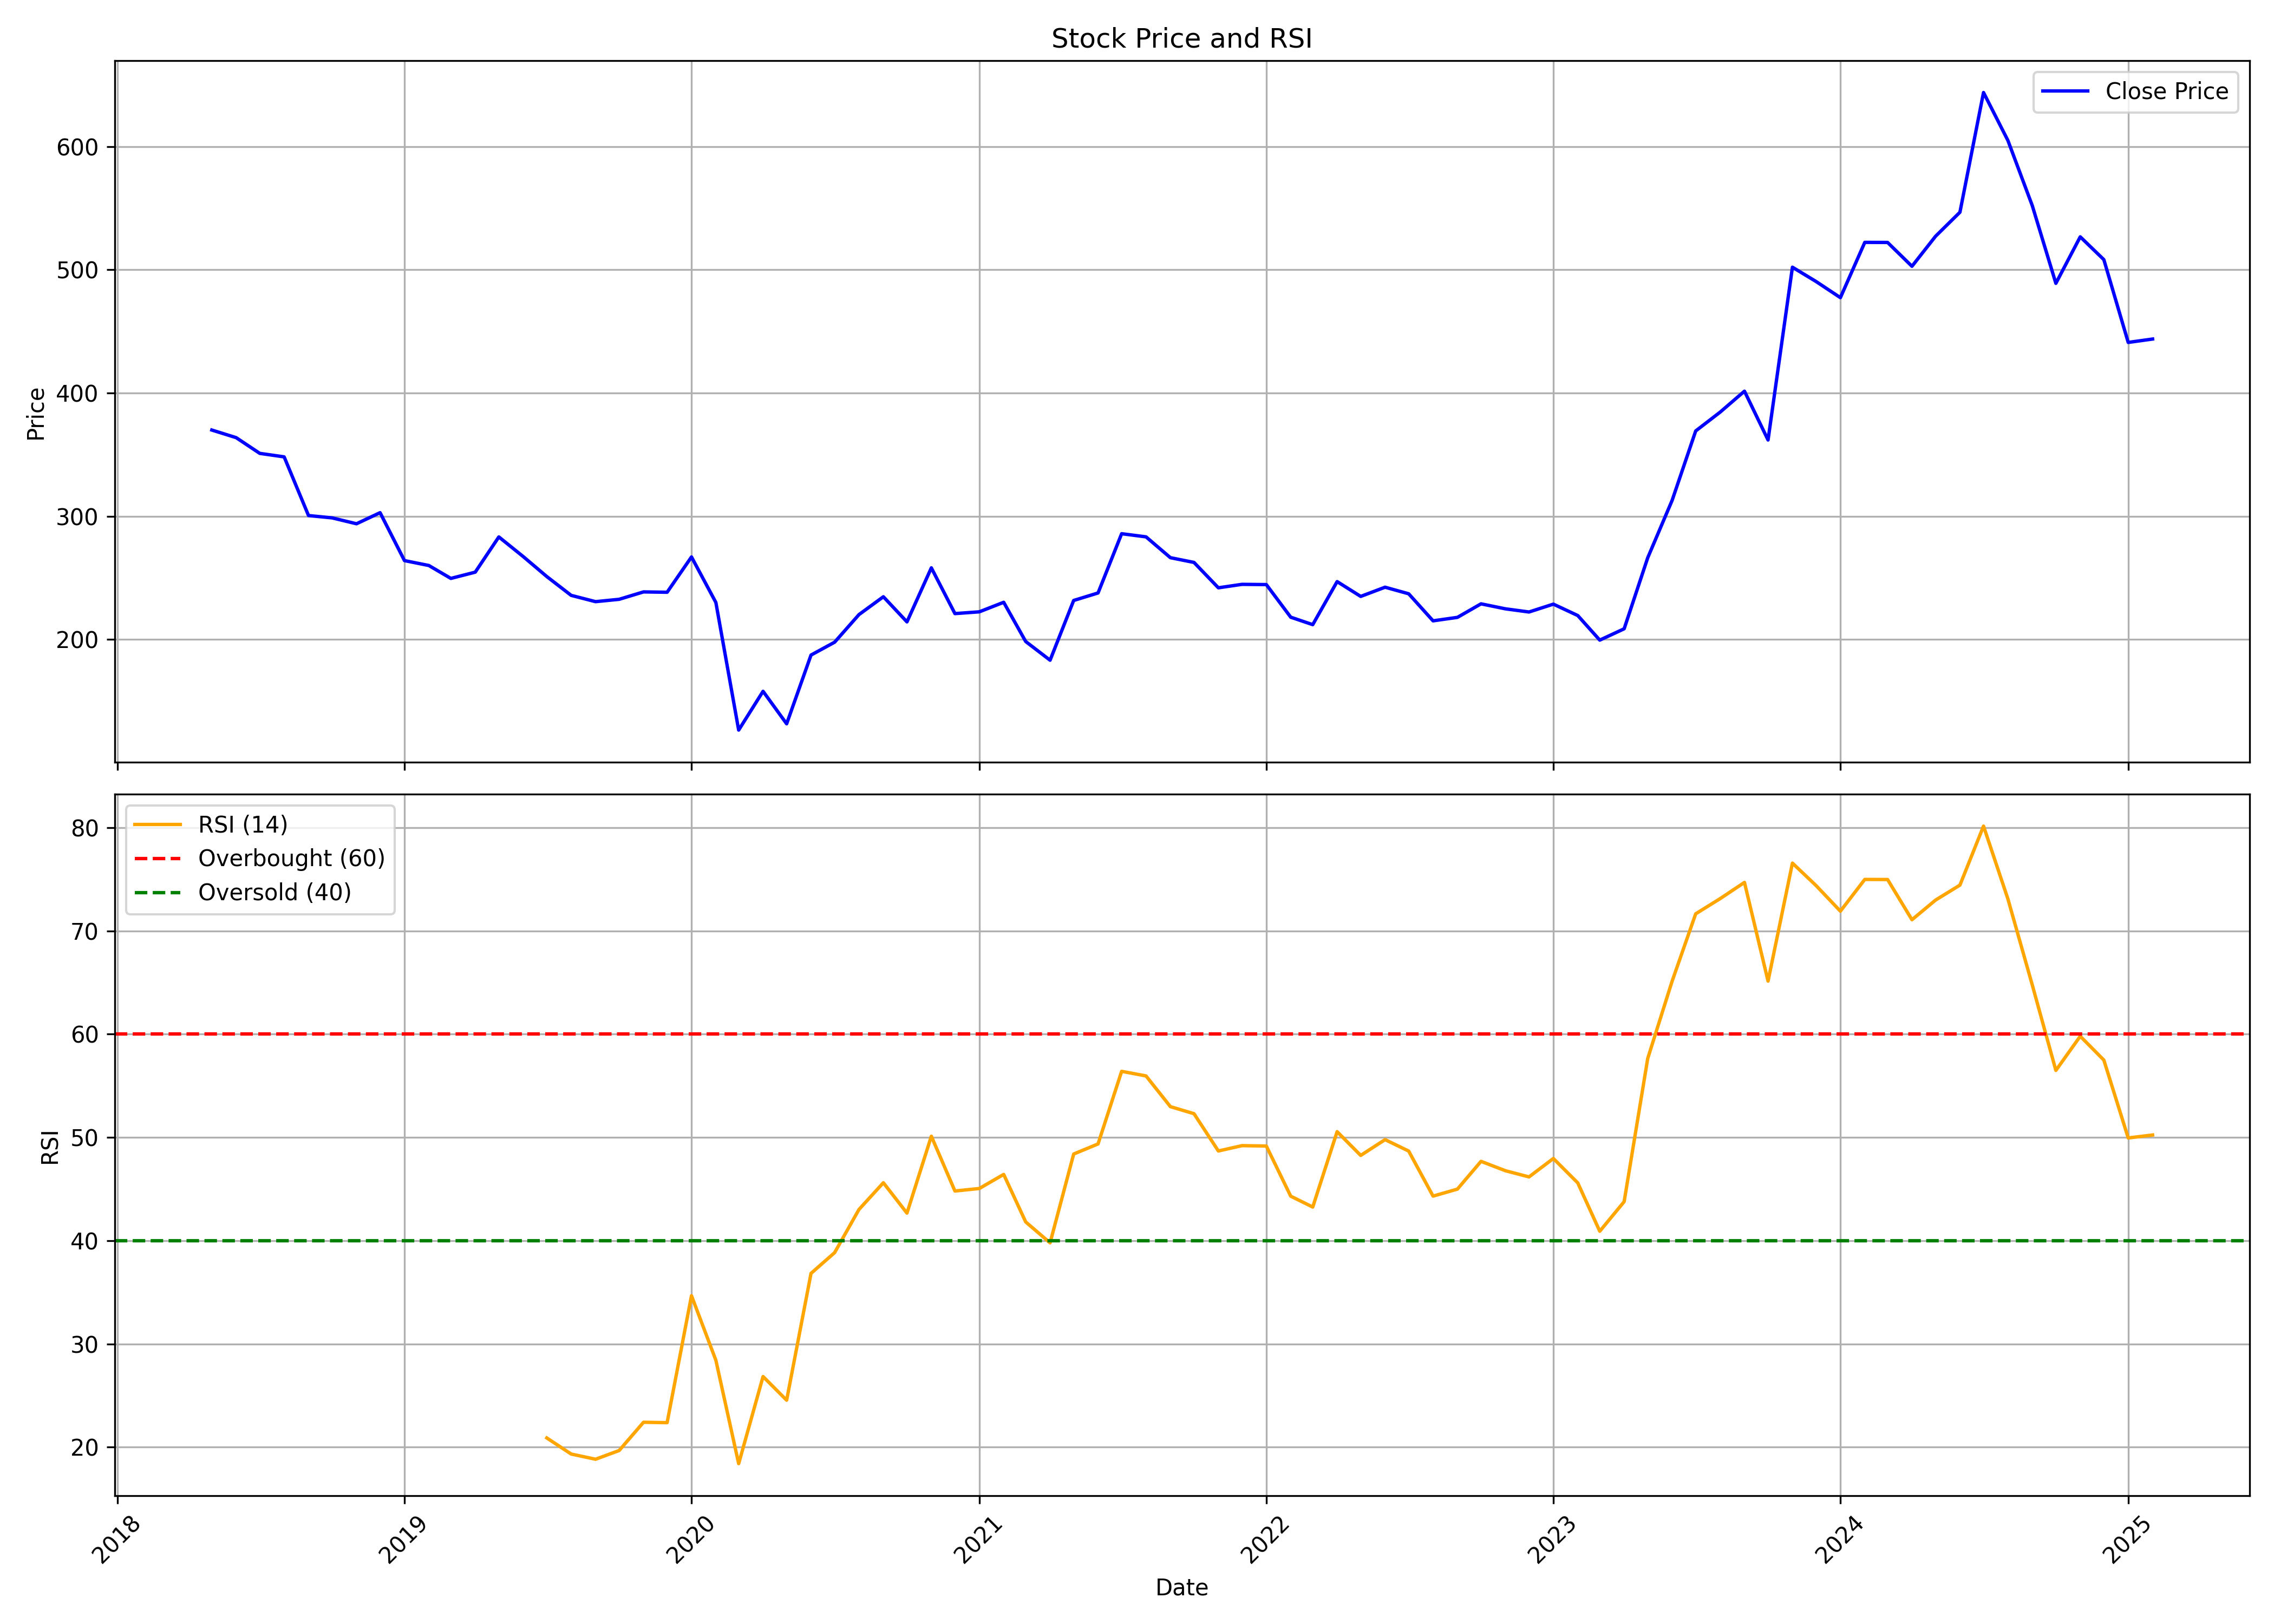 Stock Price and RSI
Close Price
600
500
400
300
200
Price
RSI (14)
Overbought (60)
Oversold (40)
80
70
60
50
40
30
20
RSI
2018
2019
2020
2021
2022
2023
2024
2025
Date